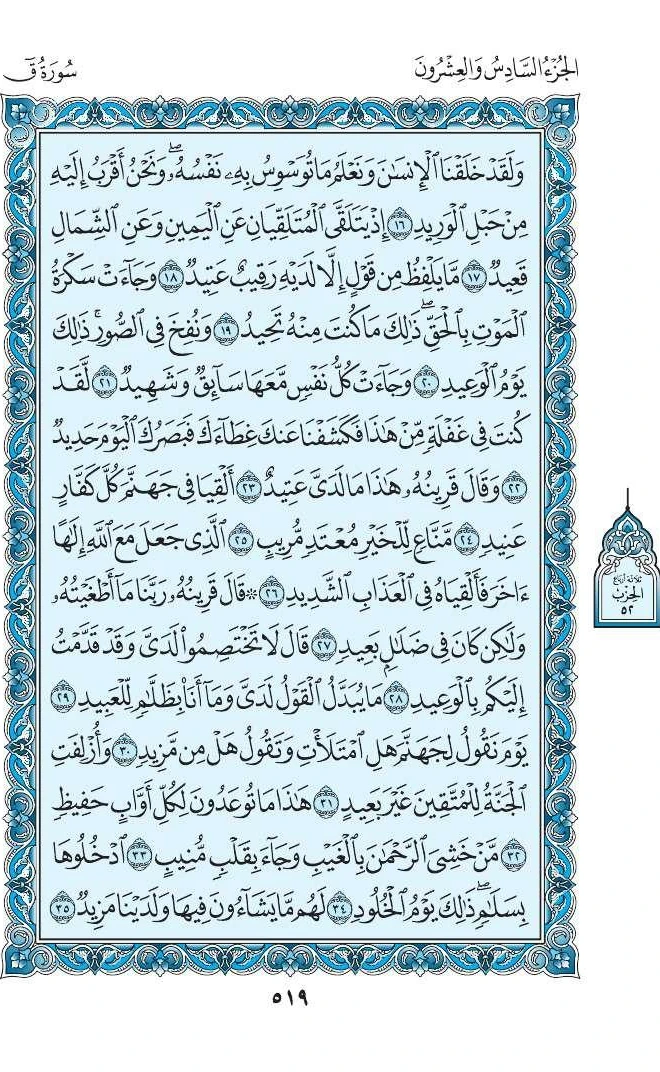 الجُزْءُ السَّادِسُ وَالعِشْرُونَ
سُورَةُ قٓ
وَلَقَدْ خَلَقْنَا ٱلْإِنسَٰنَ وَنَعْلَمُ مَا تُوَسْوِسُ بِهِۦ نَفْسُهُۥۖ وَنَحْنُ أَقْرَبُ إِلَيْهِ
مِنْ حَبْلِ ٱلْوَرِيدِ ١٦ إِذْ يَتَلَقَّى ٱلْمُتَلَقِّيَانِ عَنِ ٱلْيَمِينِ وَعَنِ ٱلشِّمَالِ
قَعِيدٌ ١٧ مَّا يَلْفِظُ مِن قَوْلٍ إِلَّا لَدَيْهِ رَقِيبٌ عَتِيدٌ ١٨ وَجَآءَتْ سَكْرَةُ
ٱلْمَوْتِ بِٱلْحَقِّۖ ذَٰلِكَ مَا كُنتَ مِنْهُ تَحِيدُ ١٩ وَنُفِخَ فِى ٱلصُّورِۚ ذَٰلِكَ
يَوْمُ ٱلْوَعِيدِ ٢٠ وَجَآءَتْ كُلُّ نَفْسٍ مَّعَهَا سَآئِقٌ وَشَهِيدٌ ٢١ لَّقَدْ
كُنتَ فِى غَفْلَةٍ مِّنْ هَٰذَا فَكَشَفْنَا عَنكَ غِطَآءَكَ فَبَصَرُكَ ٱلْيَوْمَ حَدِيدٌ
٢٢ وَقَالَ قَرِينُهُۥ هَٰذَا مَا لَدَىَّ عَتِيدٌ ٢٣ أَلْقِيَا فِى جَهَنَّمَ كُلَّ كَفَّارٍ
عَنِيدٍ ٢٤ مَّنَّاعٍ لِّلْخَيْرِ مُعْتَدٍ مُّرِيبٍ ٢٥ ٱلَّذِى جَعَلَ مَعَ ٱللَّهِ إِلَٰهًا
ءَاخَرَ فَأَلْقِيَاهُ فِى ٱلْعَذَابِ ٱلشَّدِيدِ ٢٦ ۞ قَالَ قَرِينُهُۥ رَبَّنَا مَآ أَطْغَيْتُهُۥ
وَلَٰكِن كَانَ فِى ضَلَٰلٍۭ بَعِيدٍ ٢٧ قَالَ لَا تَخْتَصِمُوا۟ لَدَىَّ وَقَدْ قَدَّمْتُ
إِلَيْكُم بِٱلْوَعِيدِ ٢٨ مَا يُبَدَّلُ ٱلْقَوْلُ لَدَىَّ وَمَآ أَنَا۠ بِظَلَّٰمٍ لِّلْعَبِيدِ ٢٩
يَوْمَ نَقُولُ لِجَهَنَّمَ هَلِ ٱمْتَلَأْتِ وَتَقُولُ هَلْ مِن مَّزِيدٍ ٣٠ وَأُزْلِفَتِ
ٱلْجَنَّةُ لِلْمُتَّقِينَ غَيْرَ بَعِيدٍ ٣١ هَٰذَا مَا تُوعَدُونَ لِكُلِّ أَوَّابٍ حَفِيظٍ
٣٢ مَّنْ خَشِىَ ٱلرَّحْمَٰنَ بِٱلْغَيْبِ وَجَآءَ بِقَلْبٍ مُّنِيبٍ ٣٣ ٱدْخُلُوهَا
بِسَلَٰمٍۖ ذَٰلِكَ يَوْمُ ٱلْخُلُودِ ٣٤ لَهُم مَّا يَشَآءُونَ فِيهَا وَلَدَيْنَا مَزِيدٌ ٣٥
ثلاثة أرباع
الحزب
٥٢
٥١٩